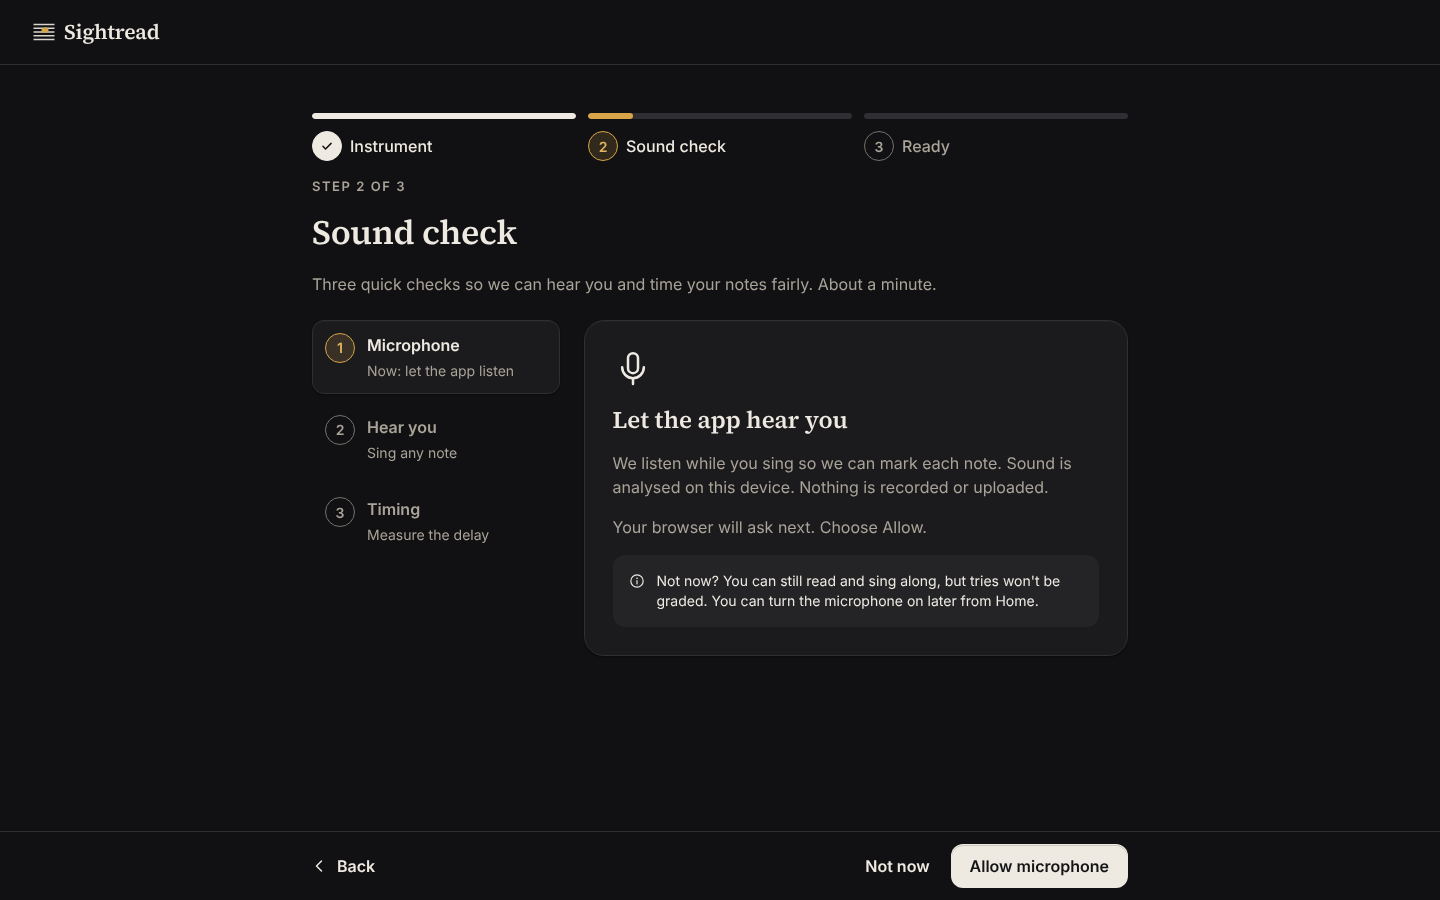 Sightread
Instrument
2 Sound check
3 Ready
STEP 2 OF 3
Sound check
Three quick checks so we can hear you and time your notes fairly. About a minute.
1 Microphone
Now: let the app listen
2 Hear you
Sing any note
3 Timing
Measure the delay
Let the app hear you
We listen while you sing so we can mark each note. Sound is
analysed on this device. Nothing is recorded or uploaded.
Your browser will ask next. Choose Allow.
Not now? You can still read and sing along, but tries won't be
graded. You can turn the microphone on later from Home.
Back
Not now
Allow microphone